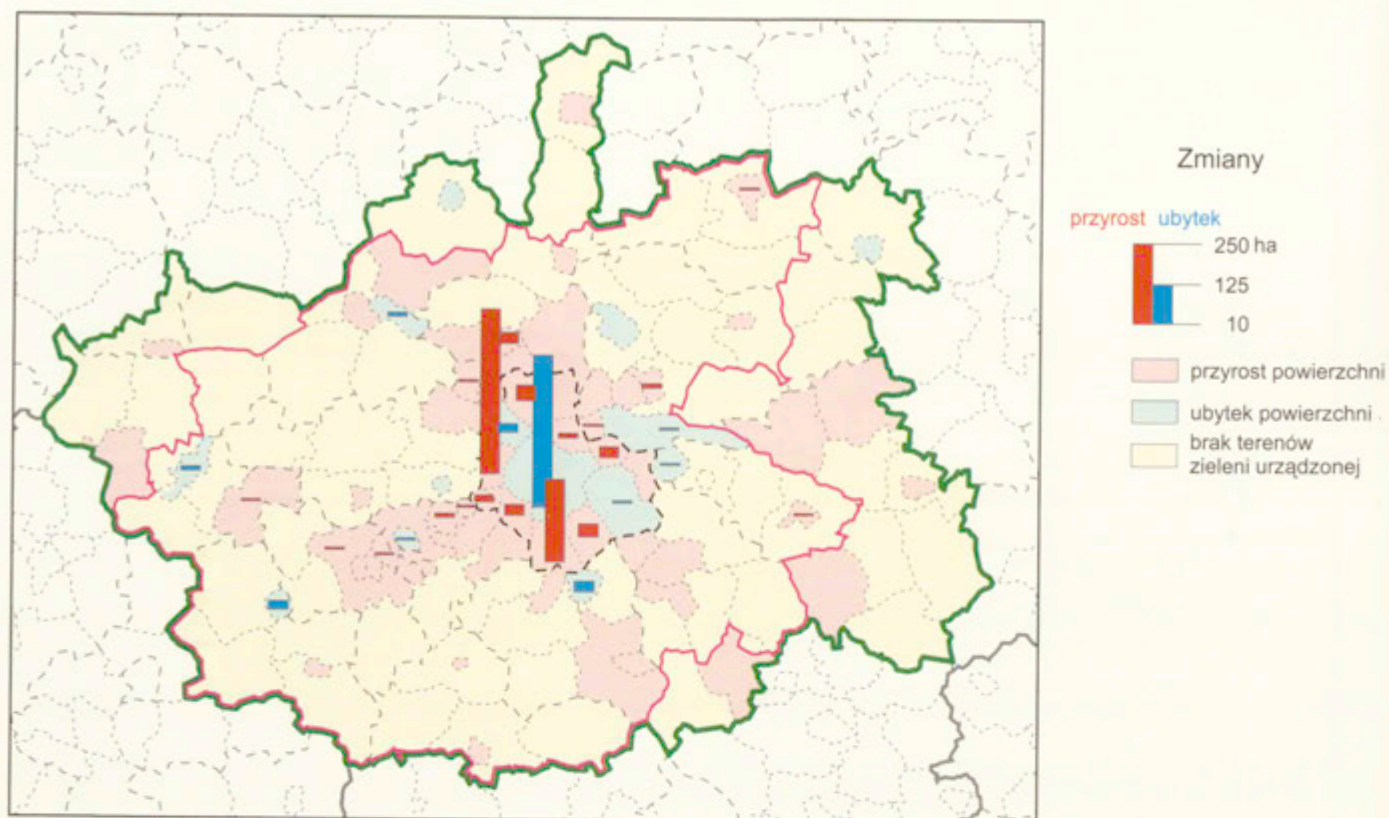 Zmiany
przyrost ubytek
250 ha
125
10
przyrost powierzchni
ubytek powierzchni
brak terenów
zieleni urządzonej